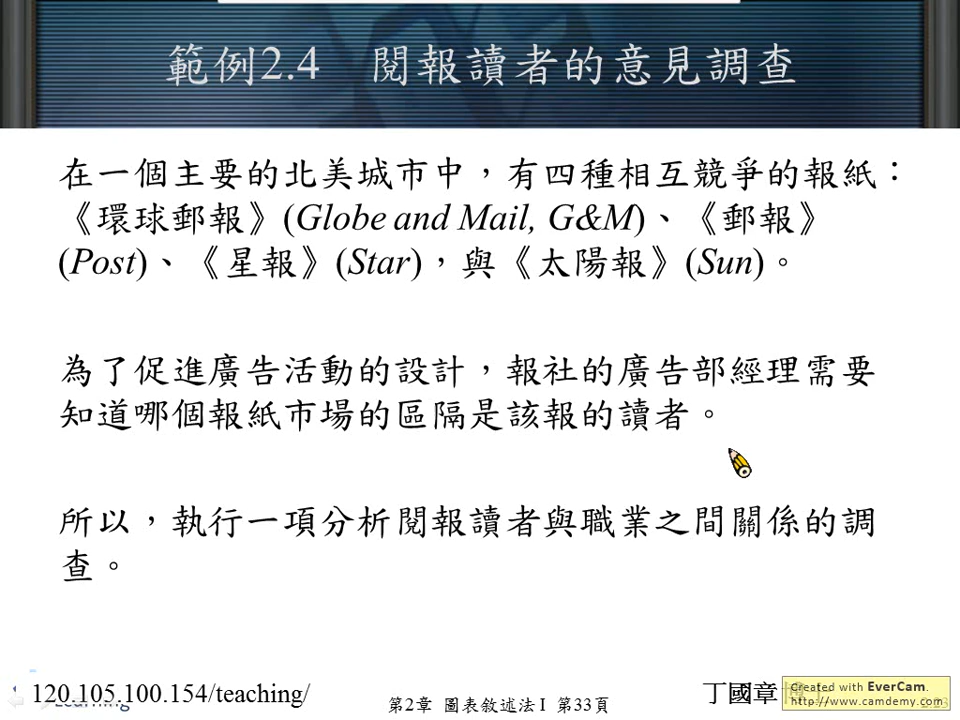 範例2.4 閱報讀者的意見調查
在一個主要的北美城市中，有四種相互競爭的報紙：
《環球郵報》(Globe and Mail, G&M)、《郵報》
(Post)、《星報》(Star)，與《太陽報》(Sun)。
為了促進廣告活動的設計，報社的廣告部經理需要
知道哪個報紙市場的區隔是該報的讀者。
所以，執行一項分析閱報讀者與職業之間關係的調
查。
120.105.100.154/teaching/
Learning
第2章 圖表敘述法 I 第33頁
丁國章
Created with EverCam.
http://www.camdemy.com